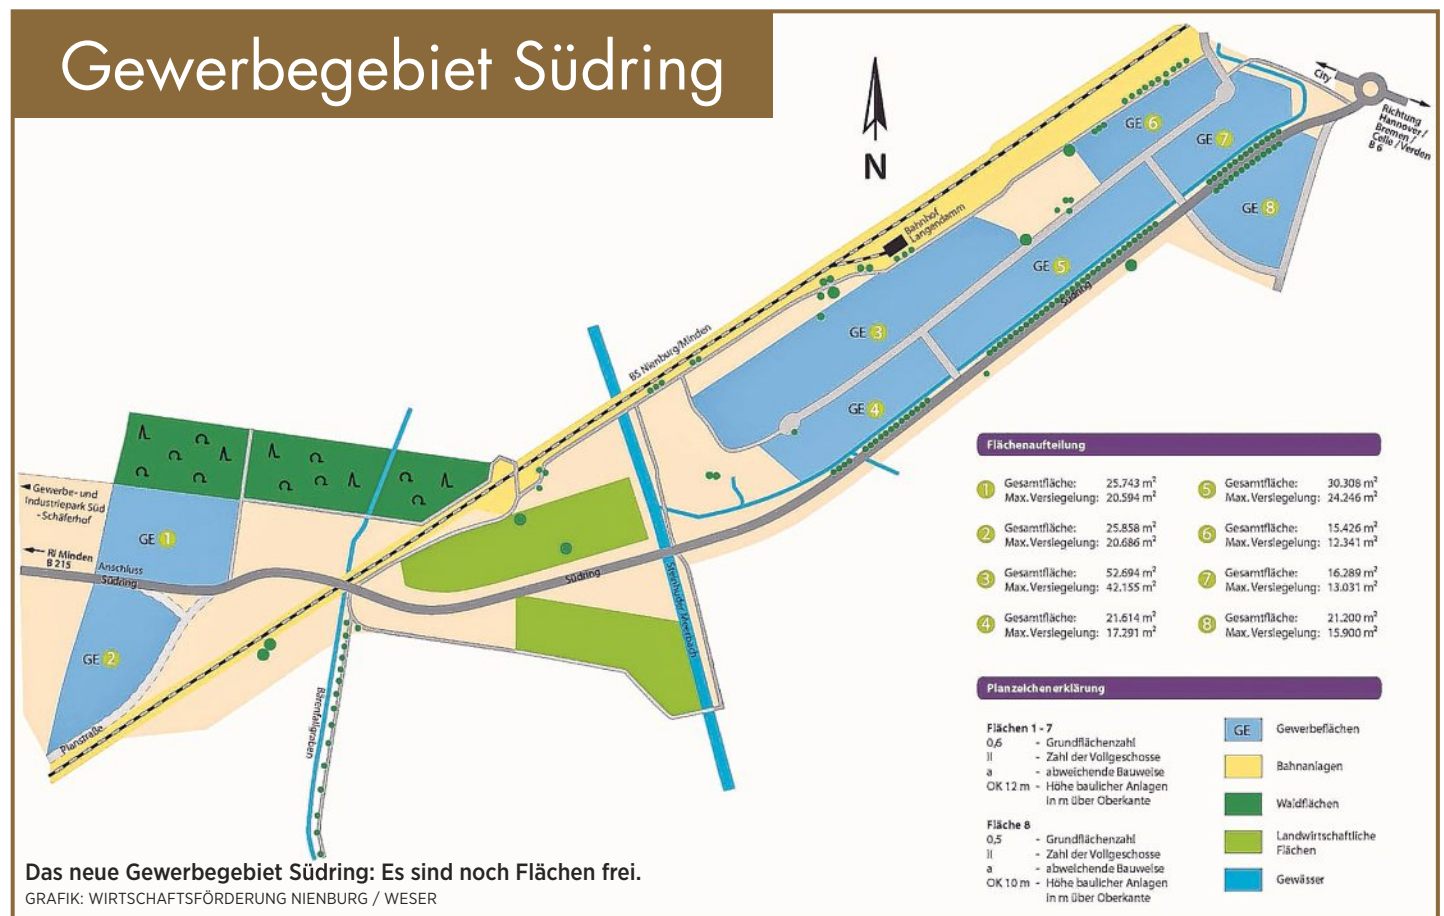 Gewerbegebiet Südring
N
City
Richtung
Hannover /
Bremen /
Celle / Verden
B 6
GE 6
GE 7
GE 8
Bahnhof
Langendamm
GE 5
Südring
GE 3
BS Nienburg/Minden
GE 4
Gewerbe- und
Industriepark Süd
- Schäferhof
GE 1
Ri Minden
B 215
Anschluss
Südring
Südring
Steinhuder Meerbach
GE 2
Planstraße
Bärenfallgraben
Flächenaufteilung
1 Gesamtfläche: 25.743 m²
Max. Versiegelung: 20.594 m²
2 Gesamtfläche: 25.858 m²
Max. Versiegelung: 20.686 m²
3 Gesamtfläche: 52.694 m²
Max. Versiegelung: 42.155 m²
4 Gesamtfläche: 21.614 m²
Max. Versiegelung: 17.291 m²
5 Gesamtfläche: 30.308 m²
Max. Versiegelung: 24.246 m²
6 Gesamtfläche: 15.426 m²
Max. Versiegelung: 12.341 m²
7 Gesamtfläche: 16.289 m²
Max. Versiegelung: 13.031 m²
8 Gesamtfläche: 21.200 m²
Max. Versiegelung: 15.900 m²
Planzeichenerklärung
Flächen 1 - 7
0,6 - Grundflächenzahl
II - Zahl der Vollgeschosse
a - abweichende Bauweise
OK 12 m - Höhe baulicher Anlagen
in m über Oberkante
Fläche 8
0,5 - Grundflächenzahl
II - Zahl der Vollgeschosse
a - abweichende Bauweise
OK 10 m - Höhe baulicher Anlagen
in m über Oberkante
GE Gewerbeflächen
Bahnanlagen
Waldflächen
Landwirtschaftliche
Flächen
Gewässer
Das neue Gewerbegebiet Südring: Es sind noch Flächen frei.
GRAFIK: WIRTSCHAFTSFÖRDERUNG NIENBURG / WESER